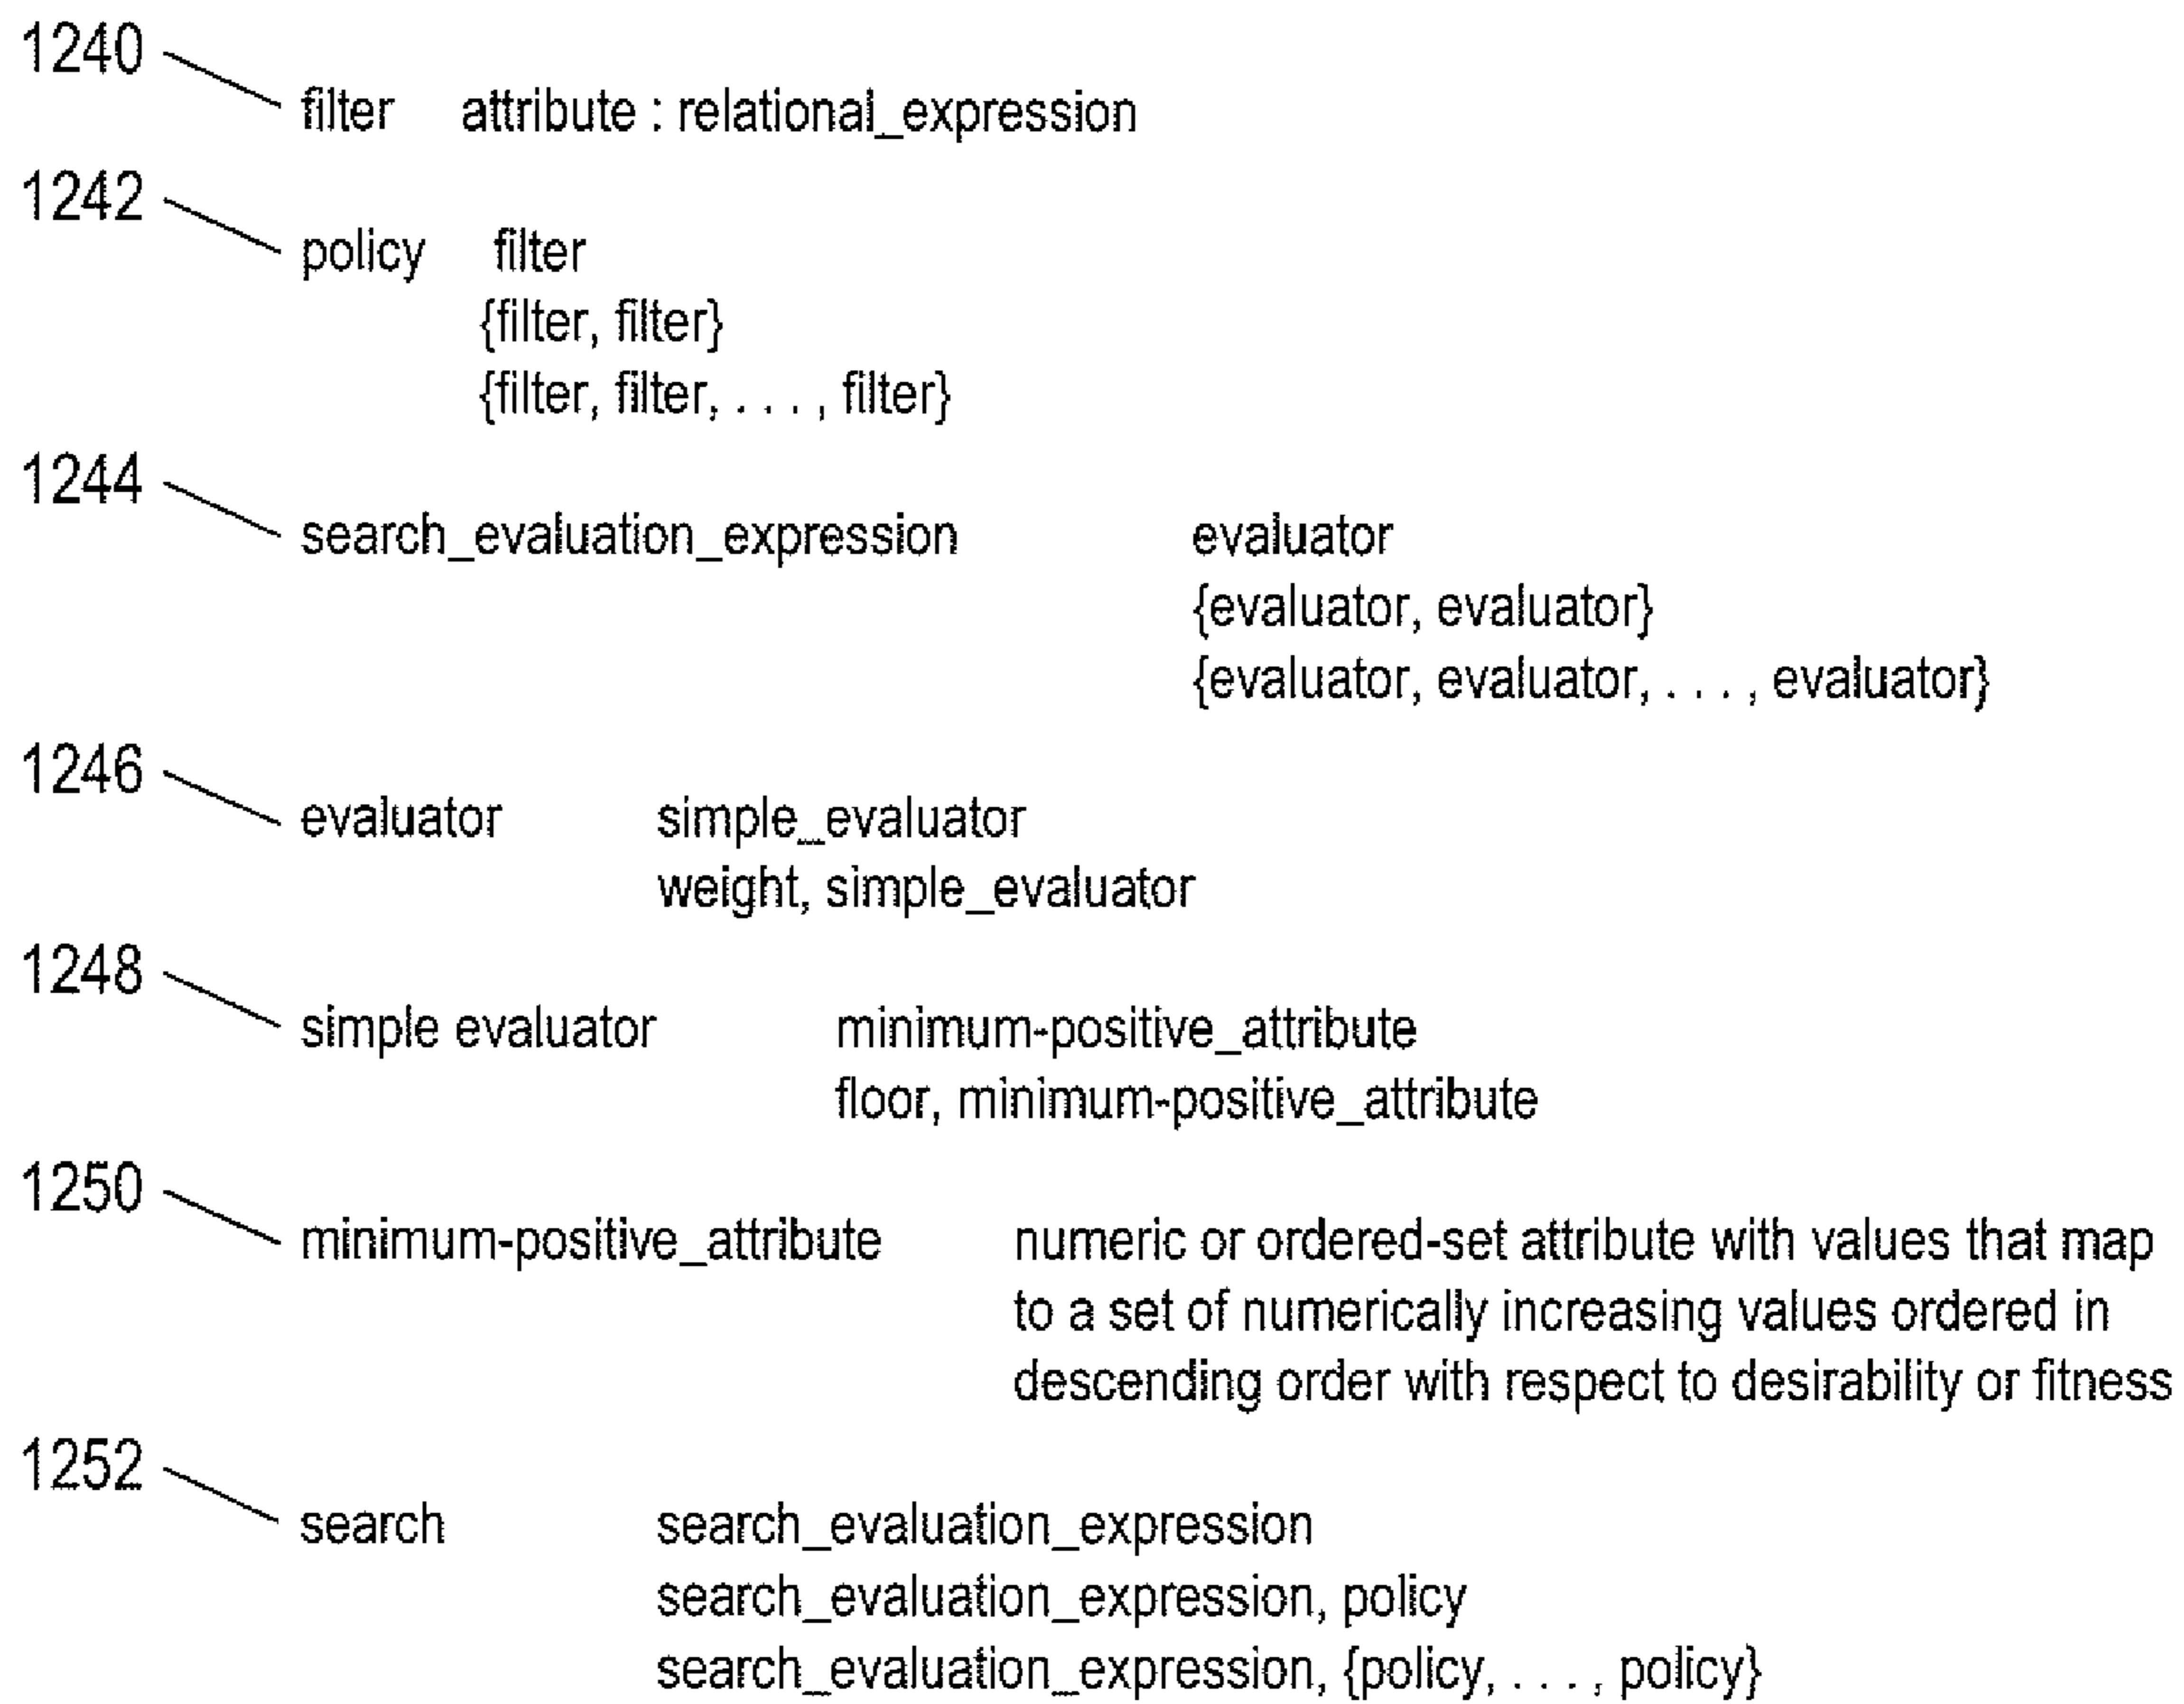 1240
filter attribute : relational_expression
1242
policy filter
{filter, filter}
{filter, filter, . . . , filter}
1244
search_evaluation_expression evaluator
{evaluator, evaluator}
{evaluator, evaluator, . . . , evaluator}
1246
evaluator simple_evaluator
weight, simple_evaluator
1248
simple evaluator minimum-positive_attribute
floor, minimum-positive_attribute
1250
minimum-positive_attribute numeric or ordered-set attribute with values that map
to a set of numerically increasing values ordered in
descending order with respect to desirability or fitness
1252
search search_evaluation_expression
search_evaluation_expression, policy
search_evaluation_expression, {policy, . . . , policy}